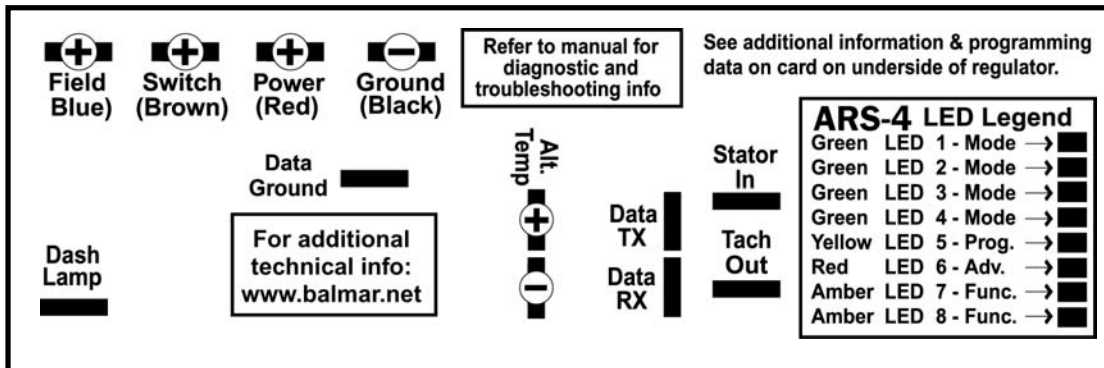 Field
Blue)
Switch
(Brown)
Power
(Red)
Ground
(Black)
Refer to manual for
diagnostic and
troubleshooting info
See additional information & programming
data on card on underside of regulator.
Data
Ground
Alt.
Temp
Data
TX
Data
RX
Stator
In
Tach
Out
Dash
Lamp
For additional
technical info:
www.balmar.net
ARS-4 LED Legend
Green LED 1 - Mode →
Green LED 2 - Mode →
Green LED 3 - Mode →
Green LED 4 - Mode →
Yellow LED 5 - Prog. →
Red LED 6 - Adv. →
Amber LED 7 - Func. →
Amber LED 8 - Func. →